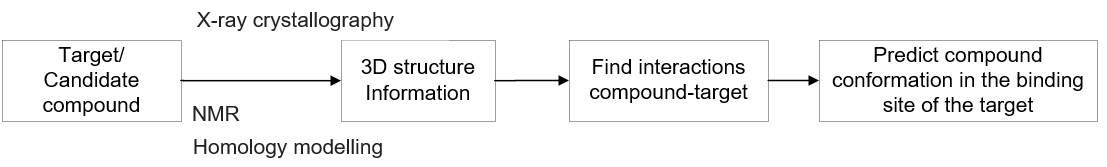 X-ray crystallography
Target/
Candidate
compound
NMR
Homology modelling
3D structure
Information
Find interactions
compound-target
Predict compound
conformation in the binding
site of the target